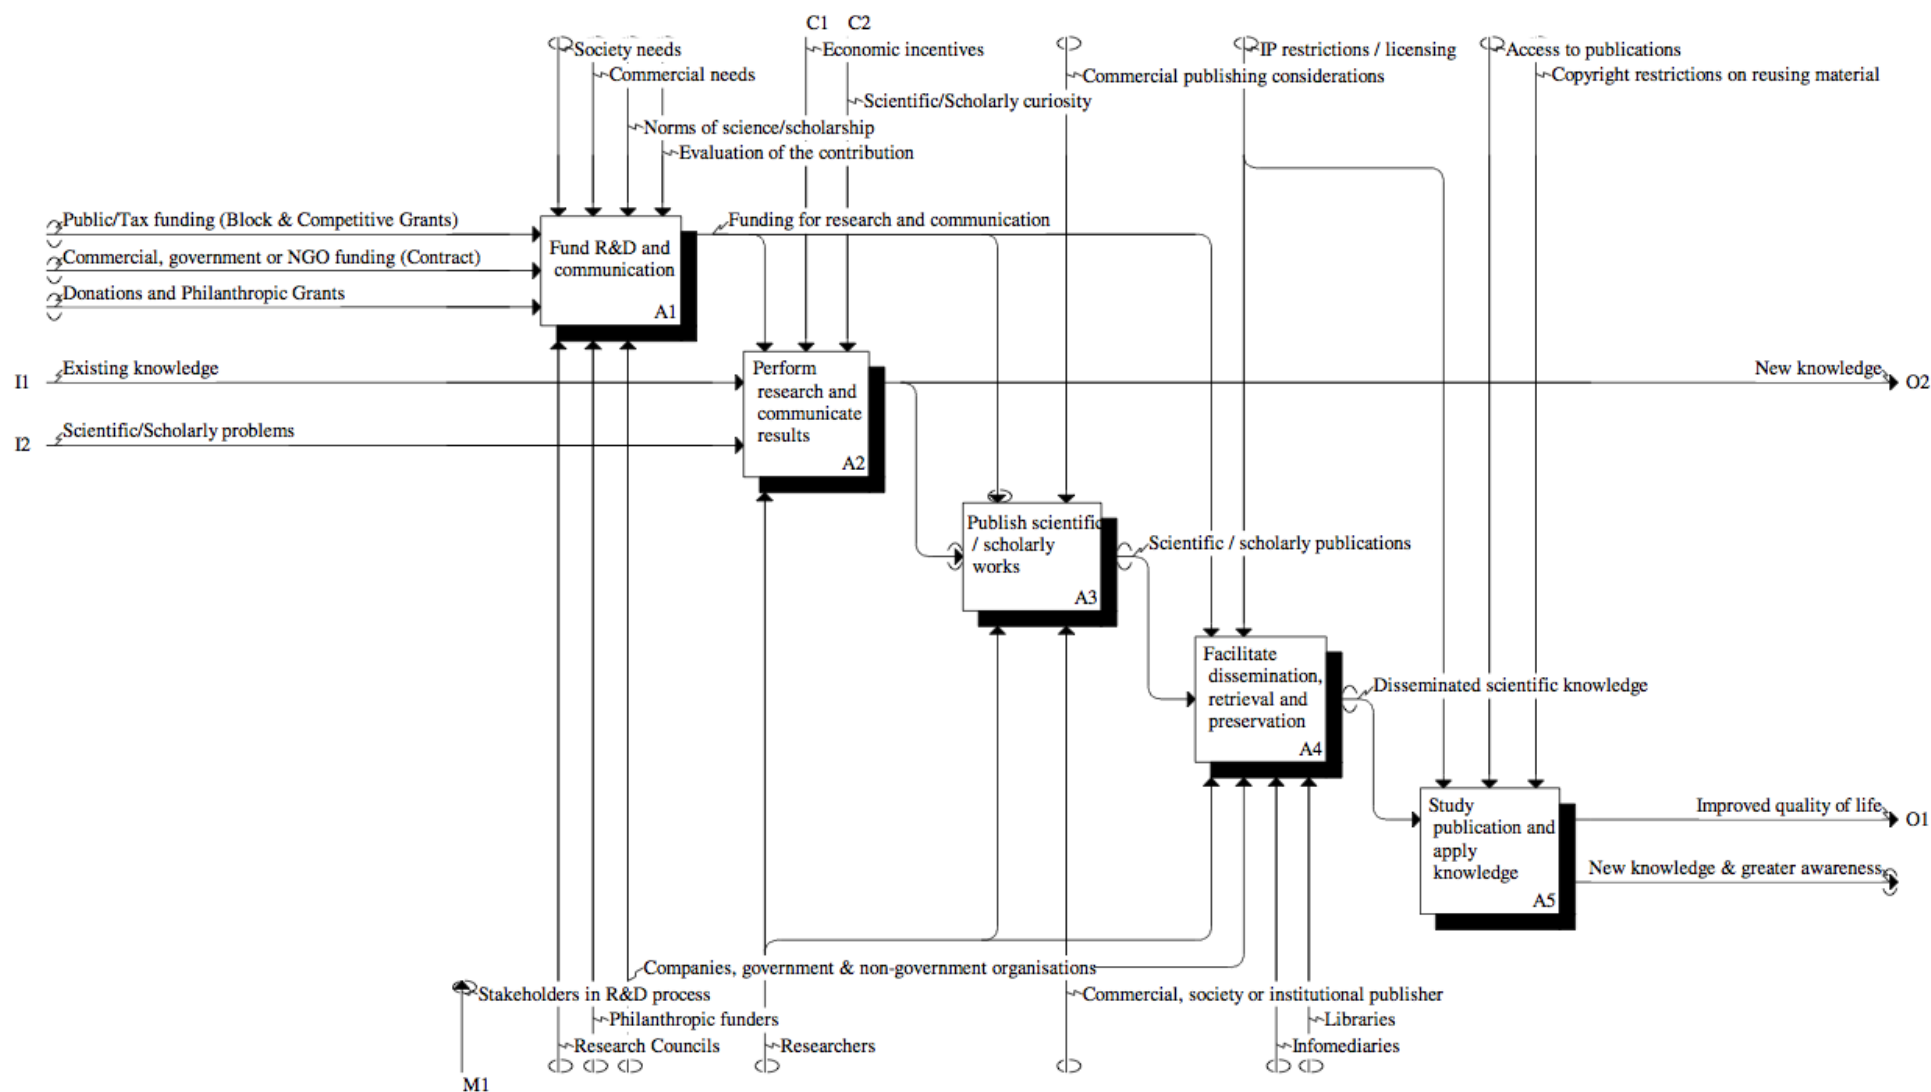 C1 C2
Society needs
Economic incentives
IP restrictions / licensing
Access to publications
Commercial needs
Commercial publishing considerations
Copyright restrictions on reusing material
Scientific/Scholarly curiosity
Norms of science/scholarship
Evaluation of the contribution
Public/Tax funding (Block & Competitive Grants)
Funding for research and communication
Commercial, government or NGO funding (Contract)
Donations and Philanthropic Grants
Fund R&D and
communication
A1
I1
Existing knowledge
New knowledge
O2
I2
Scientific/Scholarly problems
Perform
research and
communicate
results
A2
Publish scientific
/ scholarly
works
A3
Scientific / scholarly publications
Facilitate
dissemination,
retrieval and
preservation
A4
Disseminated scientific knowledge
Study
publication and
apply
knowledge
A5
Improved quality of life
O1
New knowledge & greater awareness
Companies, government & non-government organisations
Stakeholders in R&D process
Commercial, society or institutional publisher
Philanthropic funders
Libraries
Research Councils
Researchers
Infomediaries
M1